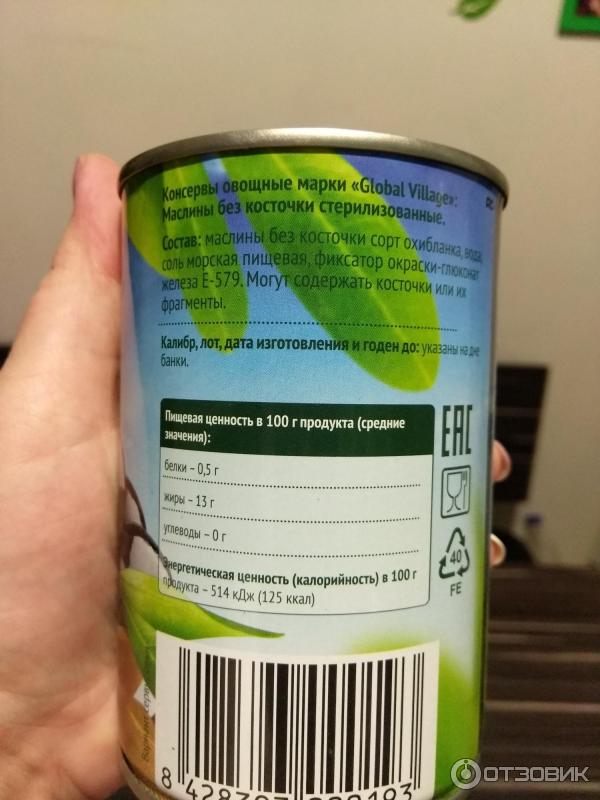 Консервы овощные марки «Global Village»:
Маслины без косточки стерилизованные.
Состав: маслины без косточки сорт охибланка, вода,
соль морская пищевая, фиксатор окраски-глюконат
железа Е-579. Могут содержать косточки или их
фрагменты.
Калибр, лот, дата изготовления и годен до: указаны на дне
банки.
Пищевая ценность в 100 г продукта (средние
значения):
белки – 0,5 г
жиры – 13 г
углеводы – 0 г
Энергетическая ценность (калорийность) в 100 г
продукта – 514 кДж (125 ккал)
EAC
40
FE
8
ОТЗОВИК